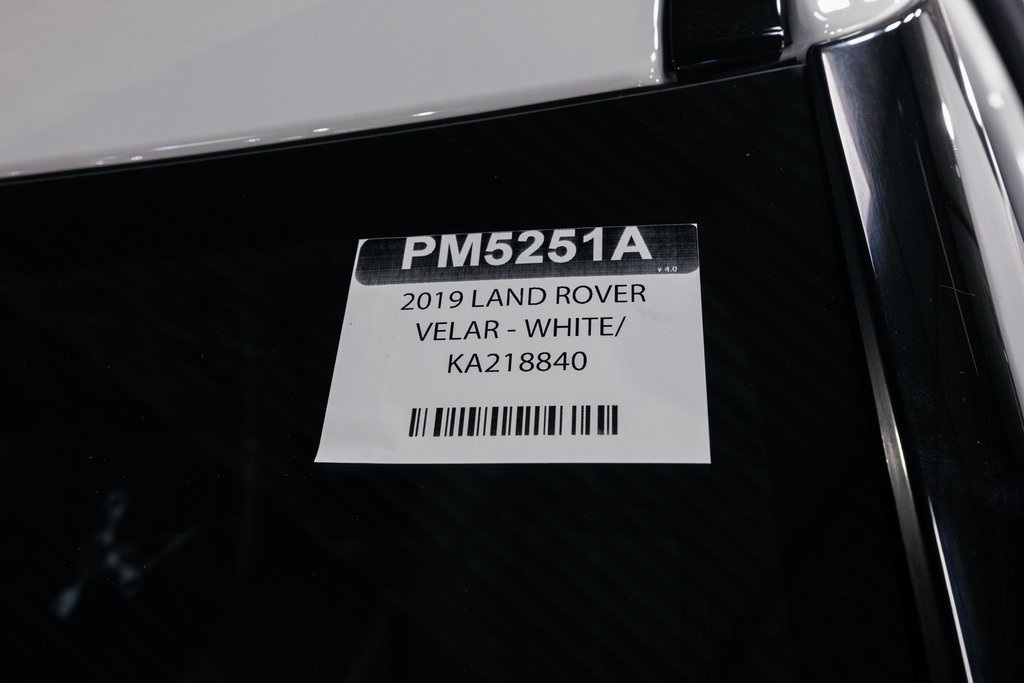 PM5251A
v 4.0
2019 LAND ROVER
VELAR - WHITE/
KA218840